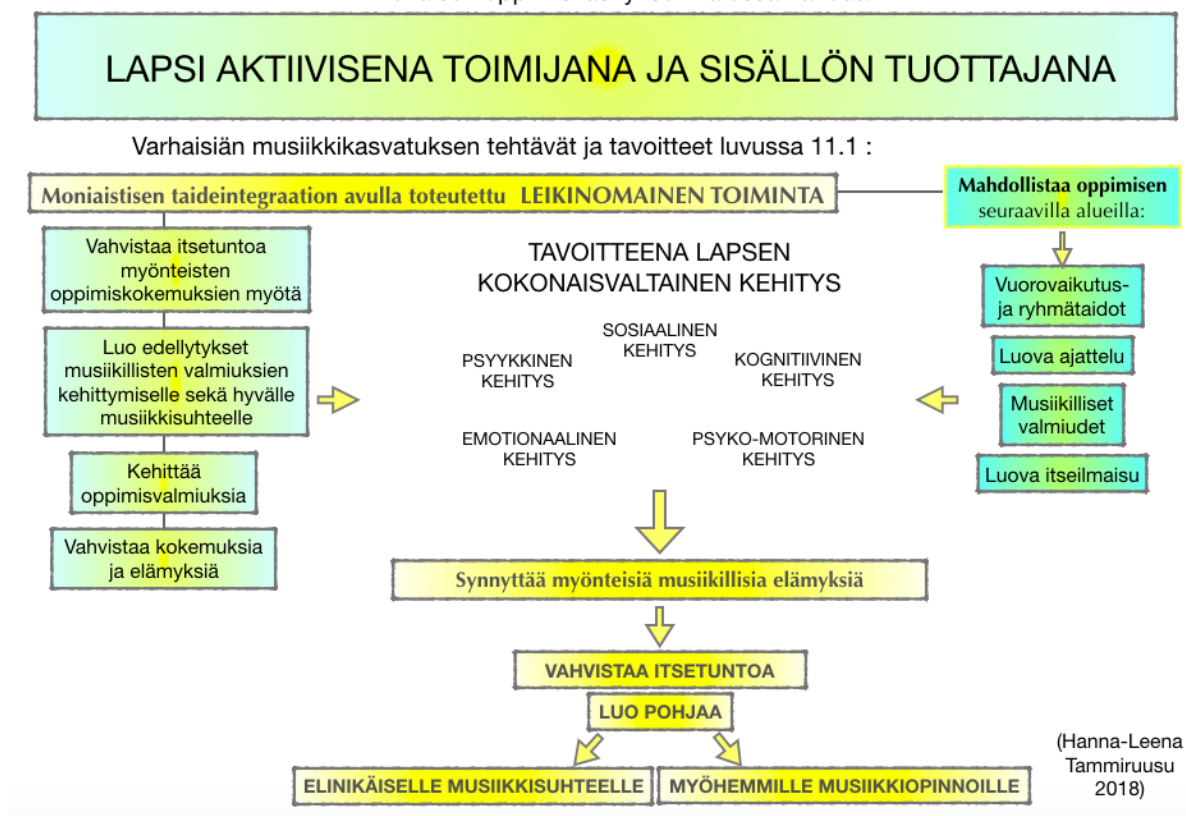 LAPSI AKTIIVISENA TOIMIJANA JA SISÄLLÖN TUOTTAJANA
Varhaisiän musiikkikasvatuksen tehtävät ja tavoitteet luvussa 11.1 :
Moniaistisen taideintegraation avulla toteutettu LEIKINOMAINEN TOIMINTA
Vahvistaa itsetuntoa
myönteisten
oppimiskokemuksien myötä
Luo edellytykset
musiikillisten valmiuksien
kehittymiselle sekä hyvälle
musiikkisuhteelle
Kehittää
oppimisvalmiuksia
Vahvistaa kokemuksia
ja elämyksiä
TAVOITTEENA LAPSEN
KOKONAISVALTAINEN KEHITYS
SOSIAALINEN
KEHITYS
PSYYKKINEN
KEHITYS
KOGNITIIVINEN
KEHITYS
EMOTIONAALINEN
KEHITYS
PSYKO-MOTORINEN
KEHITYS
Mahdollistaa oppimisen
seuraavilla alueilla:
Vuorovaikutus-
ja ryhmätaidot
Luova ajattelu
Musiikilliset
valmiudet
Luova itseilmaisu
Synnyttää myönteisiä musiikillisia elämyksiä
VAHVISTAA ITSETUNTOA
LUO POHJAA
ELINIKÄISELLE MUSIIKKISUHTEELLE
MYÖHEMMILLE MUSIIKKIOPINNOILLE
(Hanna-Leena
Tammiruusu
2018)